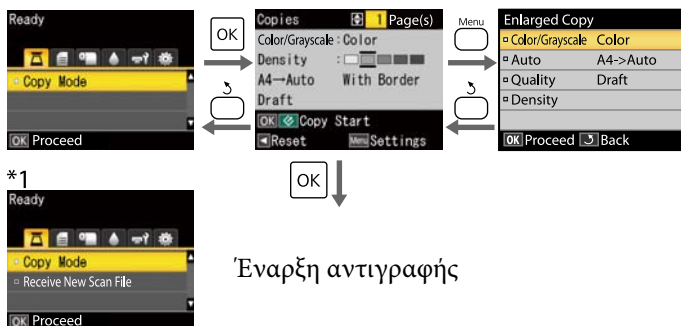 Ready
Copy Mode
OK Proceed
OK
Copies 1 Page(s)
Color/Grayscale : Color
Density :
A4→Auto With Border
Draft
OK Copy Start
Reset Menu Settings
Menu
Enlarged Copy
Color/Grayscale Color
Auto A4->Auto
Quality Draft
Density
OK Proceed Back
*1
Ready
Copy Mode
Receive New Scan File
OK Proceed
OK
Έναρξη αντιγραφής